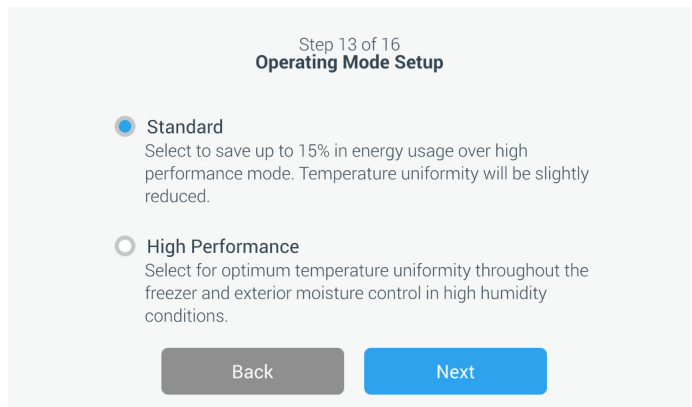 Step 13 of 16
Operating Mode Setup
Standard
Select to save up to 15% in energy usage over high
performance mode. Temperature uniformity will be slightly
reduced.
High Performance
Select for optimum temperature uniformity throughout the
freezer and exterior moisture control in high humidity
conditions.
Back
Next